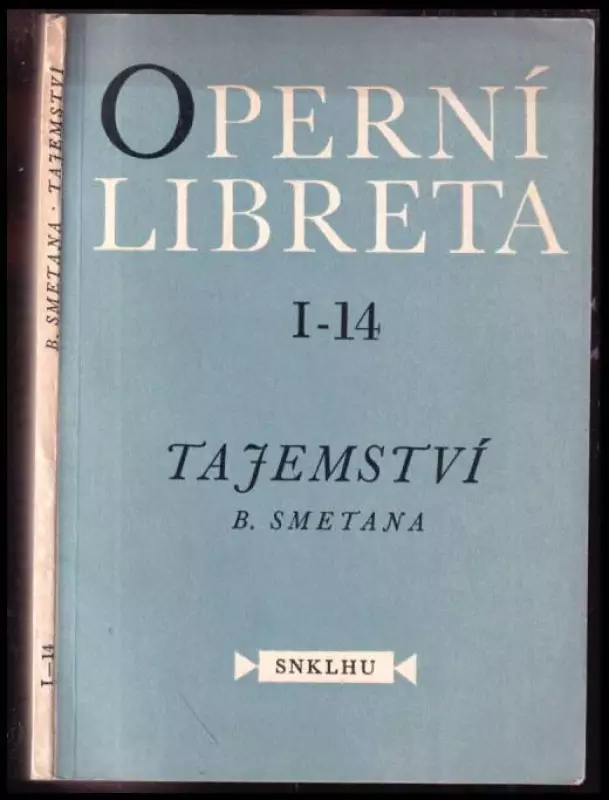 OPERNÍ
LIBRETA
I-14
TAJEMSTVÍ
B. SMETANA
SNKLHU
B. SMETANA · TAJEMSTVÍ
I—14